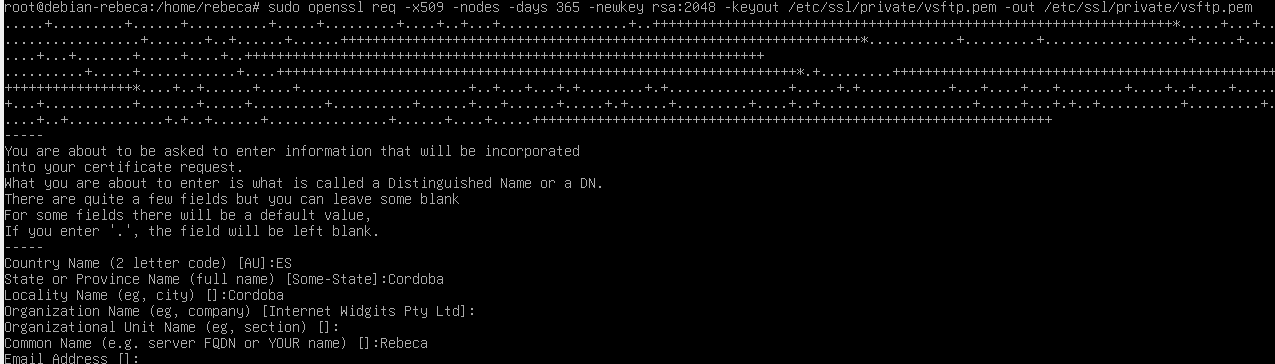 root@debian-rebeca:/home/rebeca# sudo openssl req -x509 -nodes -days 365 -newkey rsa:2048 -keyout /etc/ssl/private/vsftp.pem -out /etc/ssl/private/vsftp.pem
-----
You are about to be asked to enter information that will be incorporated
into your certificate request.
What you are about to enter is what is called a Distinguished Name or a DN.
There are quite a few fields but you can leave some blank
For some fields there will be a default value,
If you enter '.', the field will be left blank.
-----
Country Name (2 letter code) [AU]:ES
State or Province Name (full name) [Some-State]:Cordoba
Locality Name (eg, city) []:Cordoba
Organization Name (eg, company) [Internet Widgits Pty Ltd]:
Organizational Unit Name (eg, section) []:
Common Name (e.g. server FQDN or YOUR name) []:Rebeca
Email Address []: